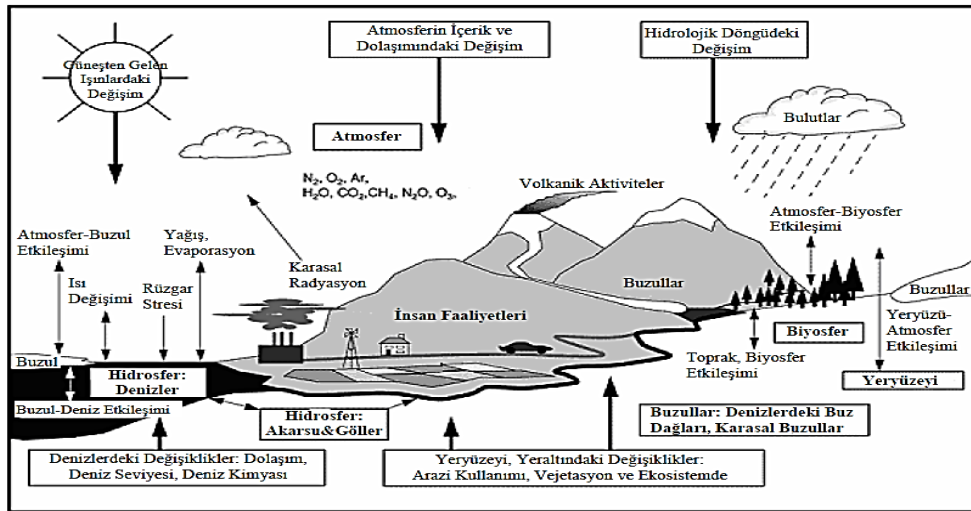 Atmosferin İçerik ve
Dolaşımındaki Değişim
Hidrolojik Döngüdeki
Değişim
Güneşten Gelen
Işınlardaki
Değişim
Atmosfer
Bulutlar
N2, O2, Ar,
H2O, CO2,CH4, N2O, O3,
Volkanik Aktiviteler
Atmosfer-Buzul
Etkileşimi
Yağış,
Evaporasyon
Atmosfer-Biyosfer
Etkileşimi
Isı
Değişimi
Rüzgar
Stresi
Karasal
Radyasyon
Buzullar
Buzullar
İnsan Faaliyetleri
Biyosfer
Yeryüzü-
Atmosfer
Etkileşimi
Buzul
Hidrosfer:
Denizler
Toprak, Biyosfer
Etkileşimi
Yeryüzeyi
Buzul-Deniz Etkileşimi
Hidrosfer:
Akarsu&Göller
Buzullar: Denizlerdeki Buz
Dağları, Karasal Buzullar
Denizlerdeki Değişiklikler: Dolaşım,
Deniz Seviyesi, Deniz Kimyası
Yeryüzeyi, Yeraltındaki Değişiklikler:
Arazi Kullanımı, Vejetasyon ve Ekosistemde